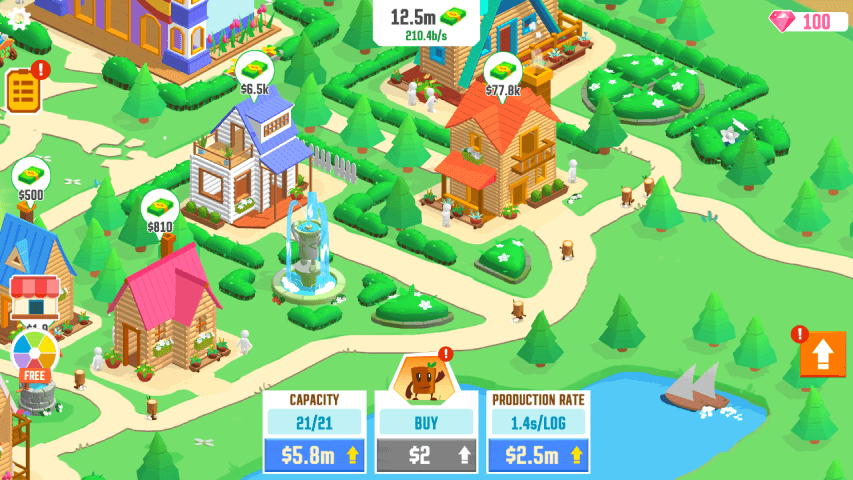 12.5m
210.4b/s
100
!
$6.5k
$77.8k
$500
$810
FREE
!
!
CAPACITY
21/21
$5.8m
BUY
$2
PRODUCTION RATE
1.4s/LOG
$2.5m